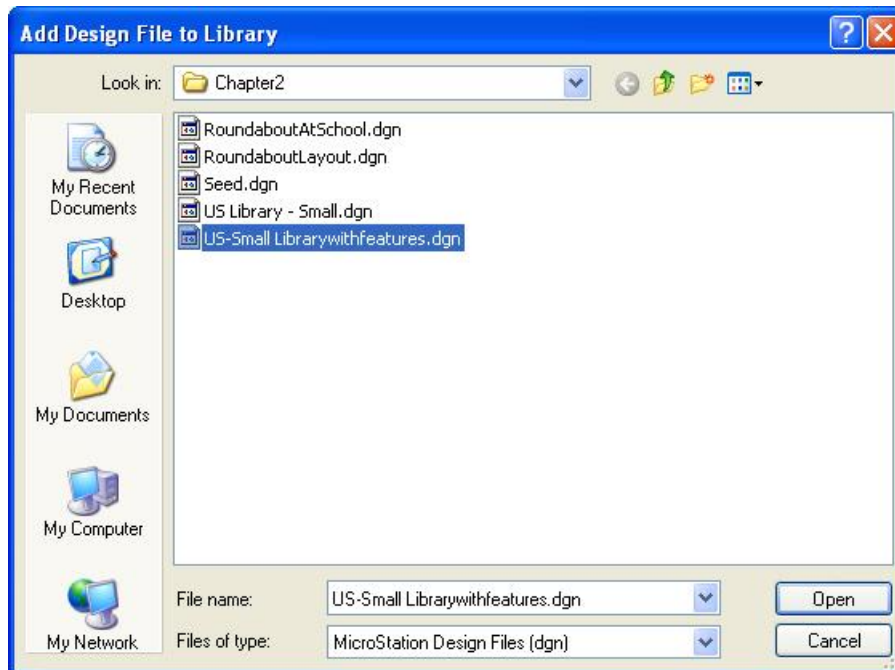 Add Design File to Library
Look in:
Chapter2
My Recent
Documents
Desktop
My Documents
My Computer
My Network
RoundaboutAtSchool.dgn
RoundaboutLayout.dgn
Seed.dgn
US Library - Small.dgn
US-Small Librarywithfeatures.dgn
File name:
US-Small Librarywithfeatures.dgn
Open
Files of type:
MicroStation Design Files (dgn)
Cancel